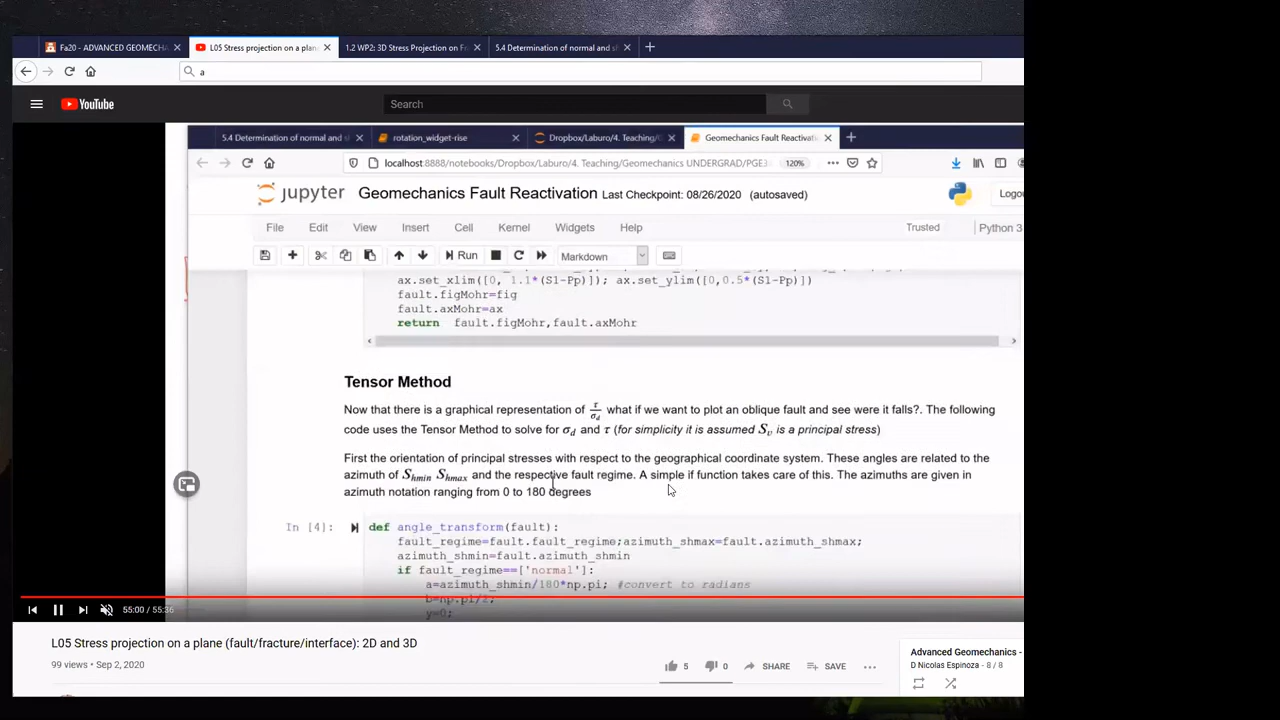 Fa20 - ADVANCED GEOMECHA
L05 Stress projection on a plane
1.2 WP2: 3D Stress Projection on Fr
5.4 Determination of normal and sh
a
YouTube
Search
5.4 Determination of normal and sh
rotation_widget-rise
Dropbox/Laburo/4. Teaching/
Geomechanics Fault Reactivati
localhost:8888/notebooks/Dropbox/Laburo/4. Teaching/Geomechanics UNDERGRAD/PGE3
120%
jupyter Geomechanics Fault Reactivation Last Checkpoint: 08/26/2020 (autosaved)
Logou
File Edit View Insert Cell Kernel Widgets Help
Trusted
Python 3
Run
Markdown
ax.set_xlim([0, 1.1*(S1-Pp)]); ax.set_ylim([0,0.5*(S1-Pp)])
fault.figMohr=fig
fault.axMohr=ax
return fault.figMohr,fault.axMohr
Tensor Method
Now that there is a graphical representation of τ/σd what if we want to plot an oblique fault and see were it falls?. The following
code uses the Tensor Method to solve for σd and τ (for simplicity it is assumed Sv is a principal stress)
First the orientation of principal stresses with respect to the geographical coordinate system. These angles are related to the
azimuth of Shmin Shmax and the respective fault regime. A simple if function takes care of this. The azimuths are given in
azimuth notation ranging from 0 to 180 degrees
In [4]:
def angle_transform(fault):
fault_regime=fault.fault_regime;azimuth_shmax=fault.azimuth_shmax;
azimuth_shmin=fault.azimuth_shmin
if fault_regime==['normal']:
a=azimuth_shmin/180*np.pi; #convert to radians
b=np.pi/2;
y=0;
55:00 / 55:36
L05 Stress projection on a plane (fault/fracture/interface): 2D and 3D
99 views • Sep 2, 2020
5
0
SHARE
SAVE
Advanced Geomechanics -
D Nicolas Espinoza - 8 / 8